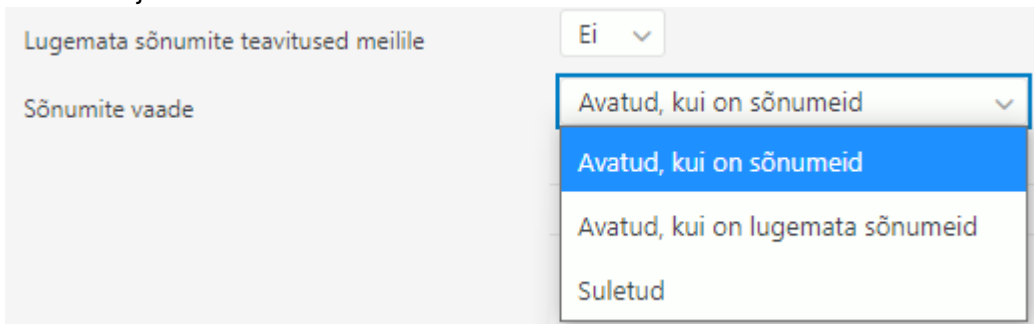 Lugemata sõnumite teavitused meilile Ei
Sõnumite vaade Avatud, kui on sõnumeid
Avatud, kui on sõnumeid
Avatud, kui on lugemata sõnumeid
Suletud